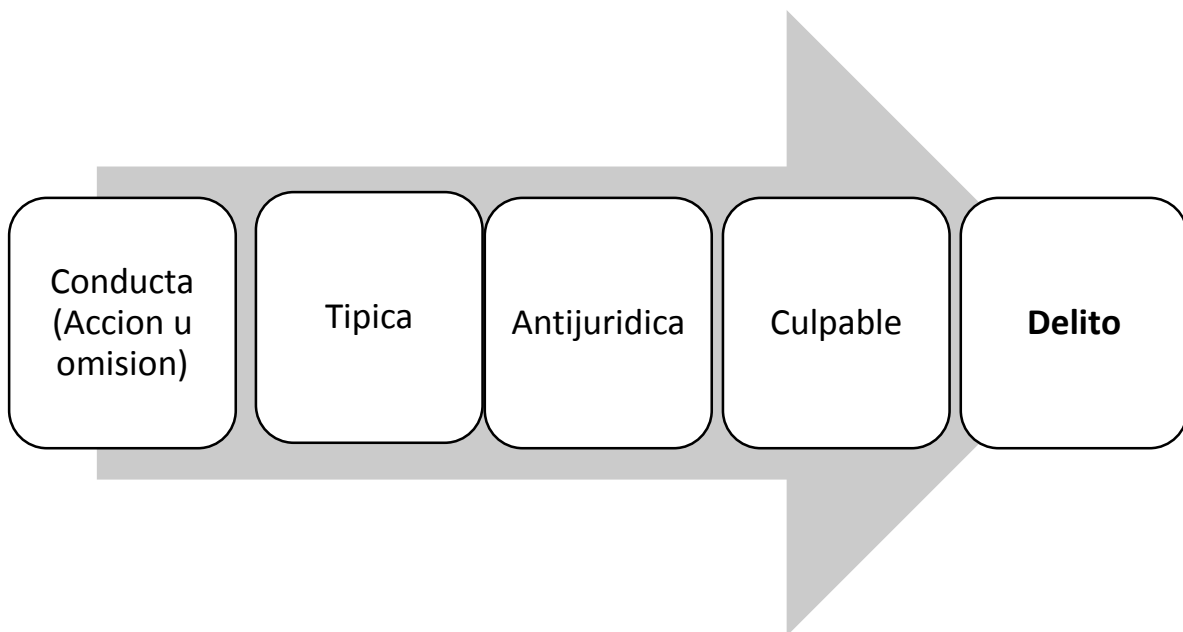 Conducta
(Accion u
omision)
Tipica
Antijuridica
Culpable
Delito